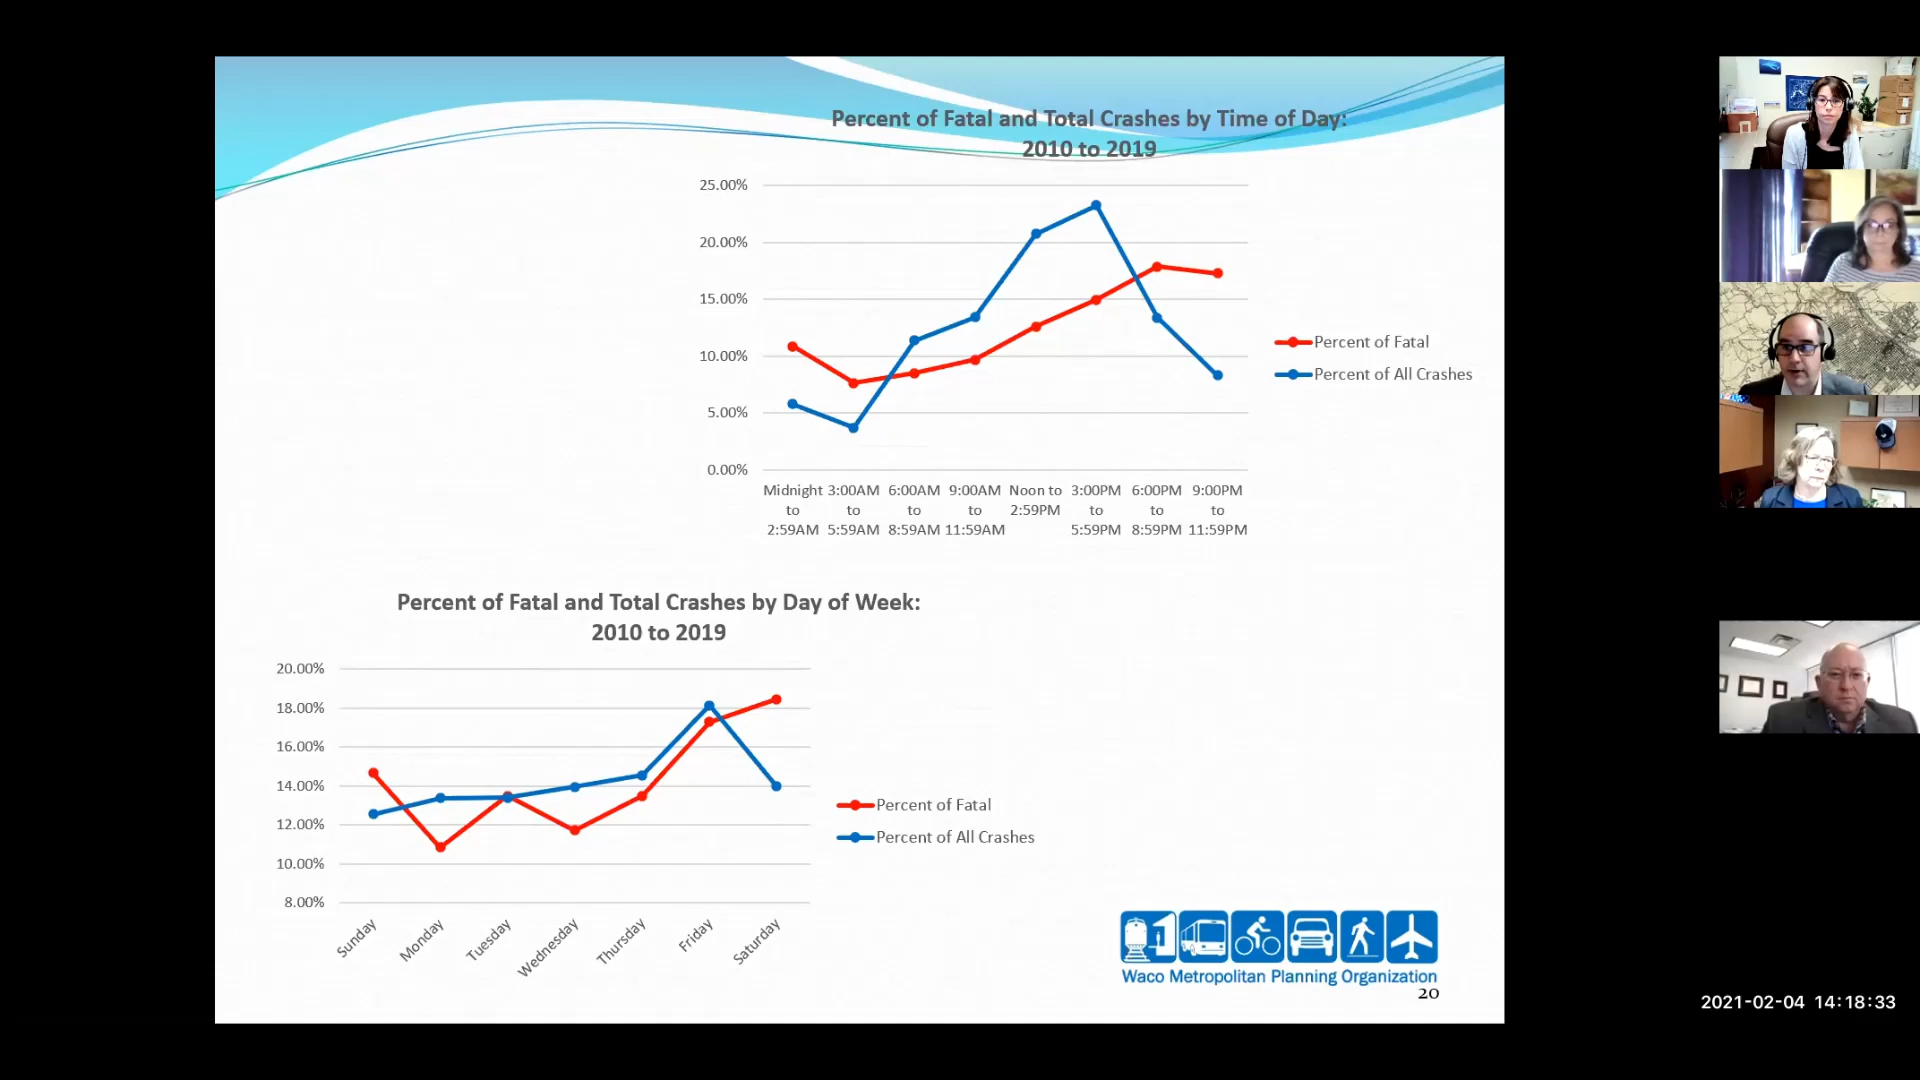 Percent of Fatal and Total Crashes by Time of Day:
2010 to 2019
25.00%
20.00%
15.00%
10.00%
5.00%
0.00%
Midnight 3:00AM 6:00AM 9:00AM Noon to 3:00PM 6:00PM 9:00PM
to to to to 2:59PM to to to
2:59AM 5:59AM 8:59AM 11:59AM 5:59PM 8:59PM 11:59PM
Percent of Fatal
Percent of All Crashes
Percent of Fatal and Total Crashes by Day of Week:
2010 to 2019
20.00%
18.00%
16.00%
14.00%
12.00%
10.00%
8.00%
Sunday
Monday
Tuesday
Wednesday
Thursday
Friday
Saturday
Percent of Fatal
Percent of All Crashes
Waco Metropolitan Planning Organization
20
2021-02-04 14:18:33